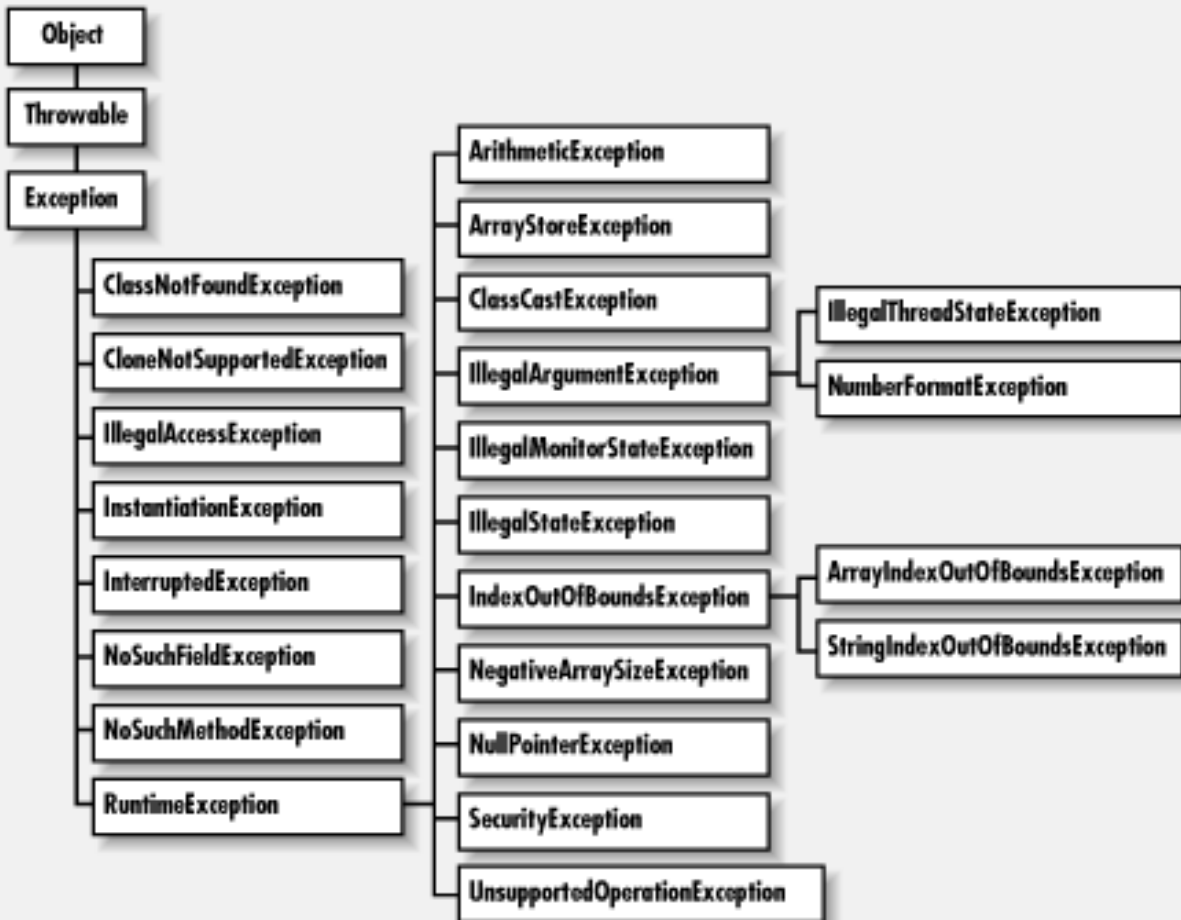 Object
Throwable
Exception
ClassNotFoundException
CloneNotSupportedException
IllegalAccessException
InstantiationException
InterruptedException
NoSuchFieldException
NoSuchMethodException
RuntimeException
ArithmeticException
ArrayStoreException
ClassCastException
IllegalArgumentException
IllegalMonitorStateException
IllegalStateException
IndexOutOfBoundsException
NegativeArraySizeException
NullPointerException
SecurityException
UnsupportedOperationException
IllegalThreadStateException
NumberFormatException
ArrayIndexOutOfBoundsException
StringIndexOutOfBoundsException